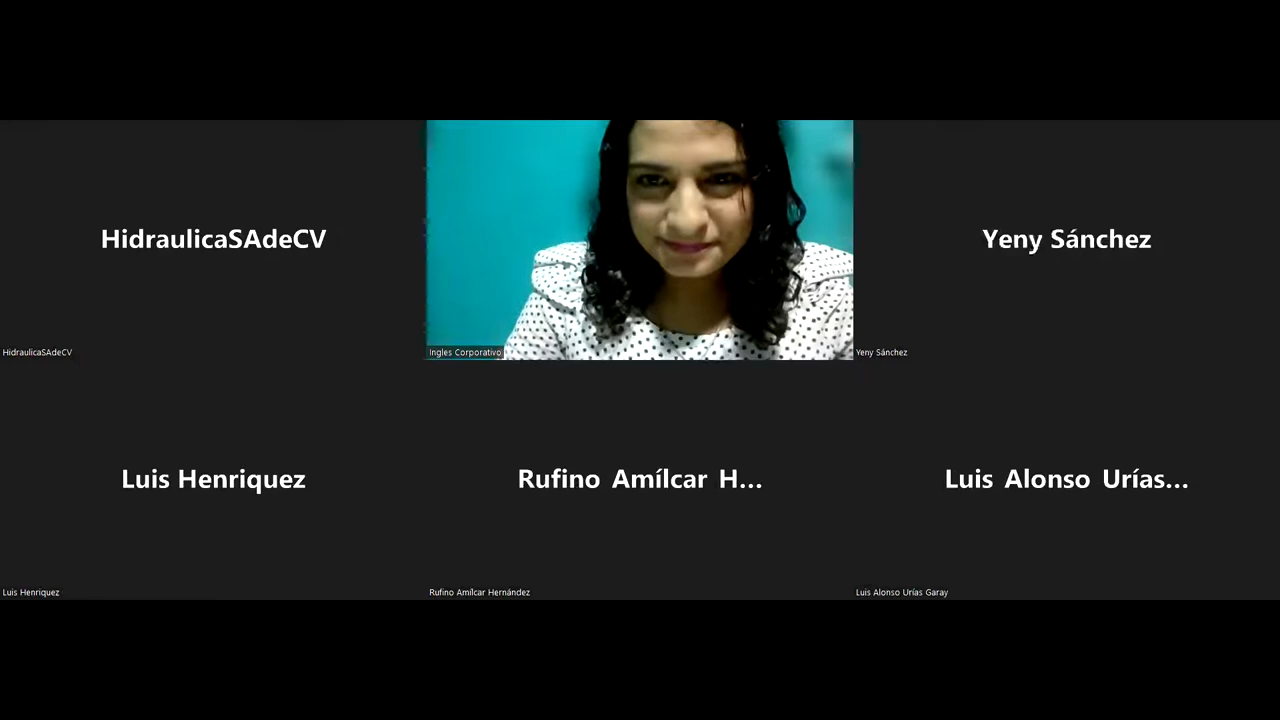 HidraulicaSAdeCV
HidraulicaSAdeCV
Ingles Corporativo
Yeny Sánchez
Yeny Sánchez
Luis Henriquez
Luis Henriquez
Rufino Amílcar H...
Rufino Amílcar Hernández
Luis Alonso Urías...
Luis Alonso Urías Garay